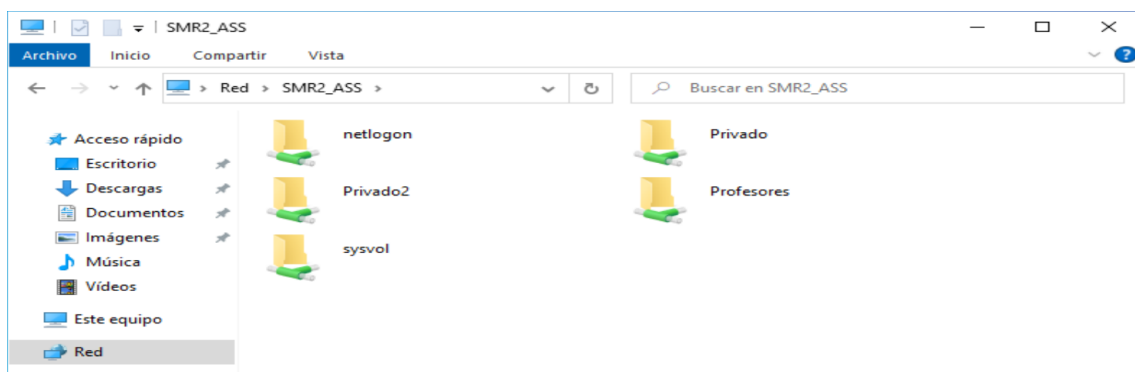 SMR2_ASS
Archivo Inicio Compartir Vista
Red SMR2_ASS
Buscar en SMR2_ASS
Acceso rápido
Escritorio
Descargas
Documentos
Imágenes
Música
Vídeos
Este equipo
Red
netlogon
Privado
Privado2
Profesores
sysvol